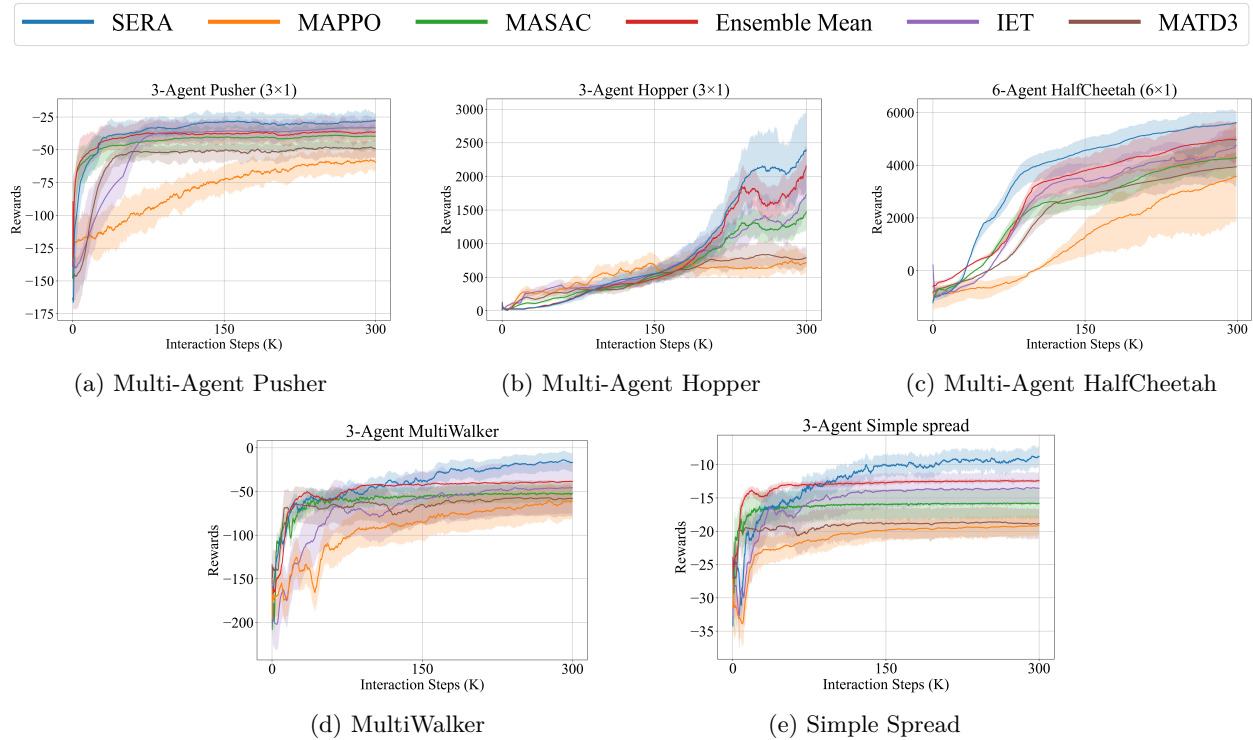 SERA MAPPO MASAC Ensemble Mean IET MATD3
3-Agent Pusher (3×1)
Rewards
−25
−50
−75
−100
−125
−150
−175
0 150 300
Interaction Steps (K)
(a) Multi-Agent Pusher
3-Agent Hopper (3×1)
Rewards
3000
2500
2000
1500
1000
500
0
0 150 300
Interaction Steps (K)
(b) Multi-Agent Hopper
6-Agent HalfCheetah (6×1)
Rewards
6000
4000
2000
0
0 150 300
Interaction Steps (K)
(c) Multi-Agent HalfCheetah
3-Agent MultiWalker
Rewards
0
−50
−100
−150
−200
0 150 300
Interaction Steps (K)
(d) MultiWalker
3-Agent Simple spread
Rewards
−10
−15
−20
−25
−30
−35
0 150 300
Interaction Steps (K)
(e) Simple Spread